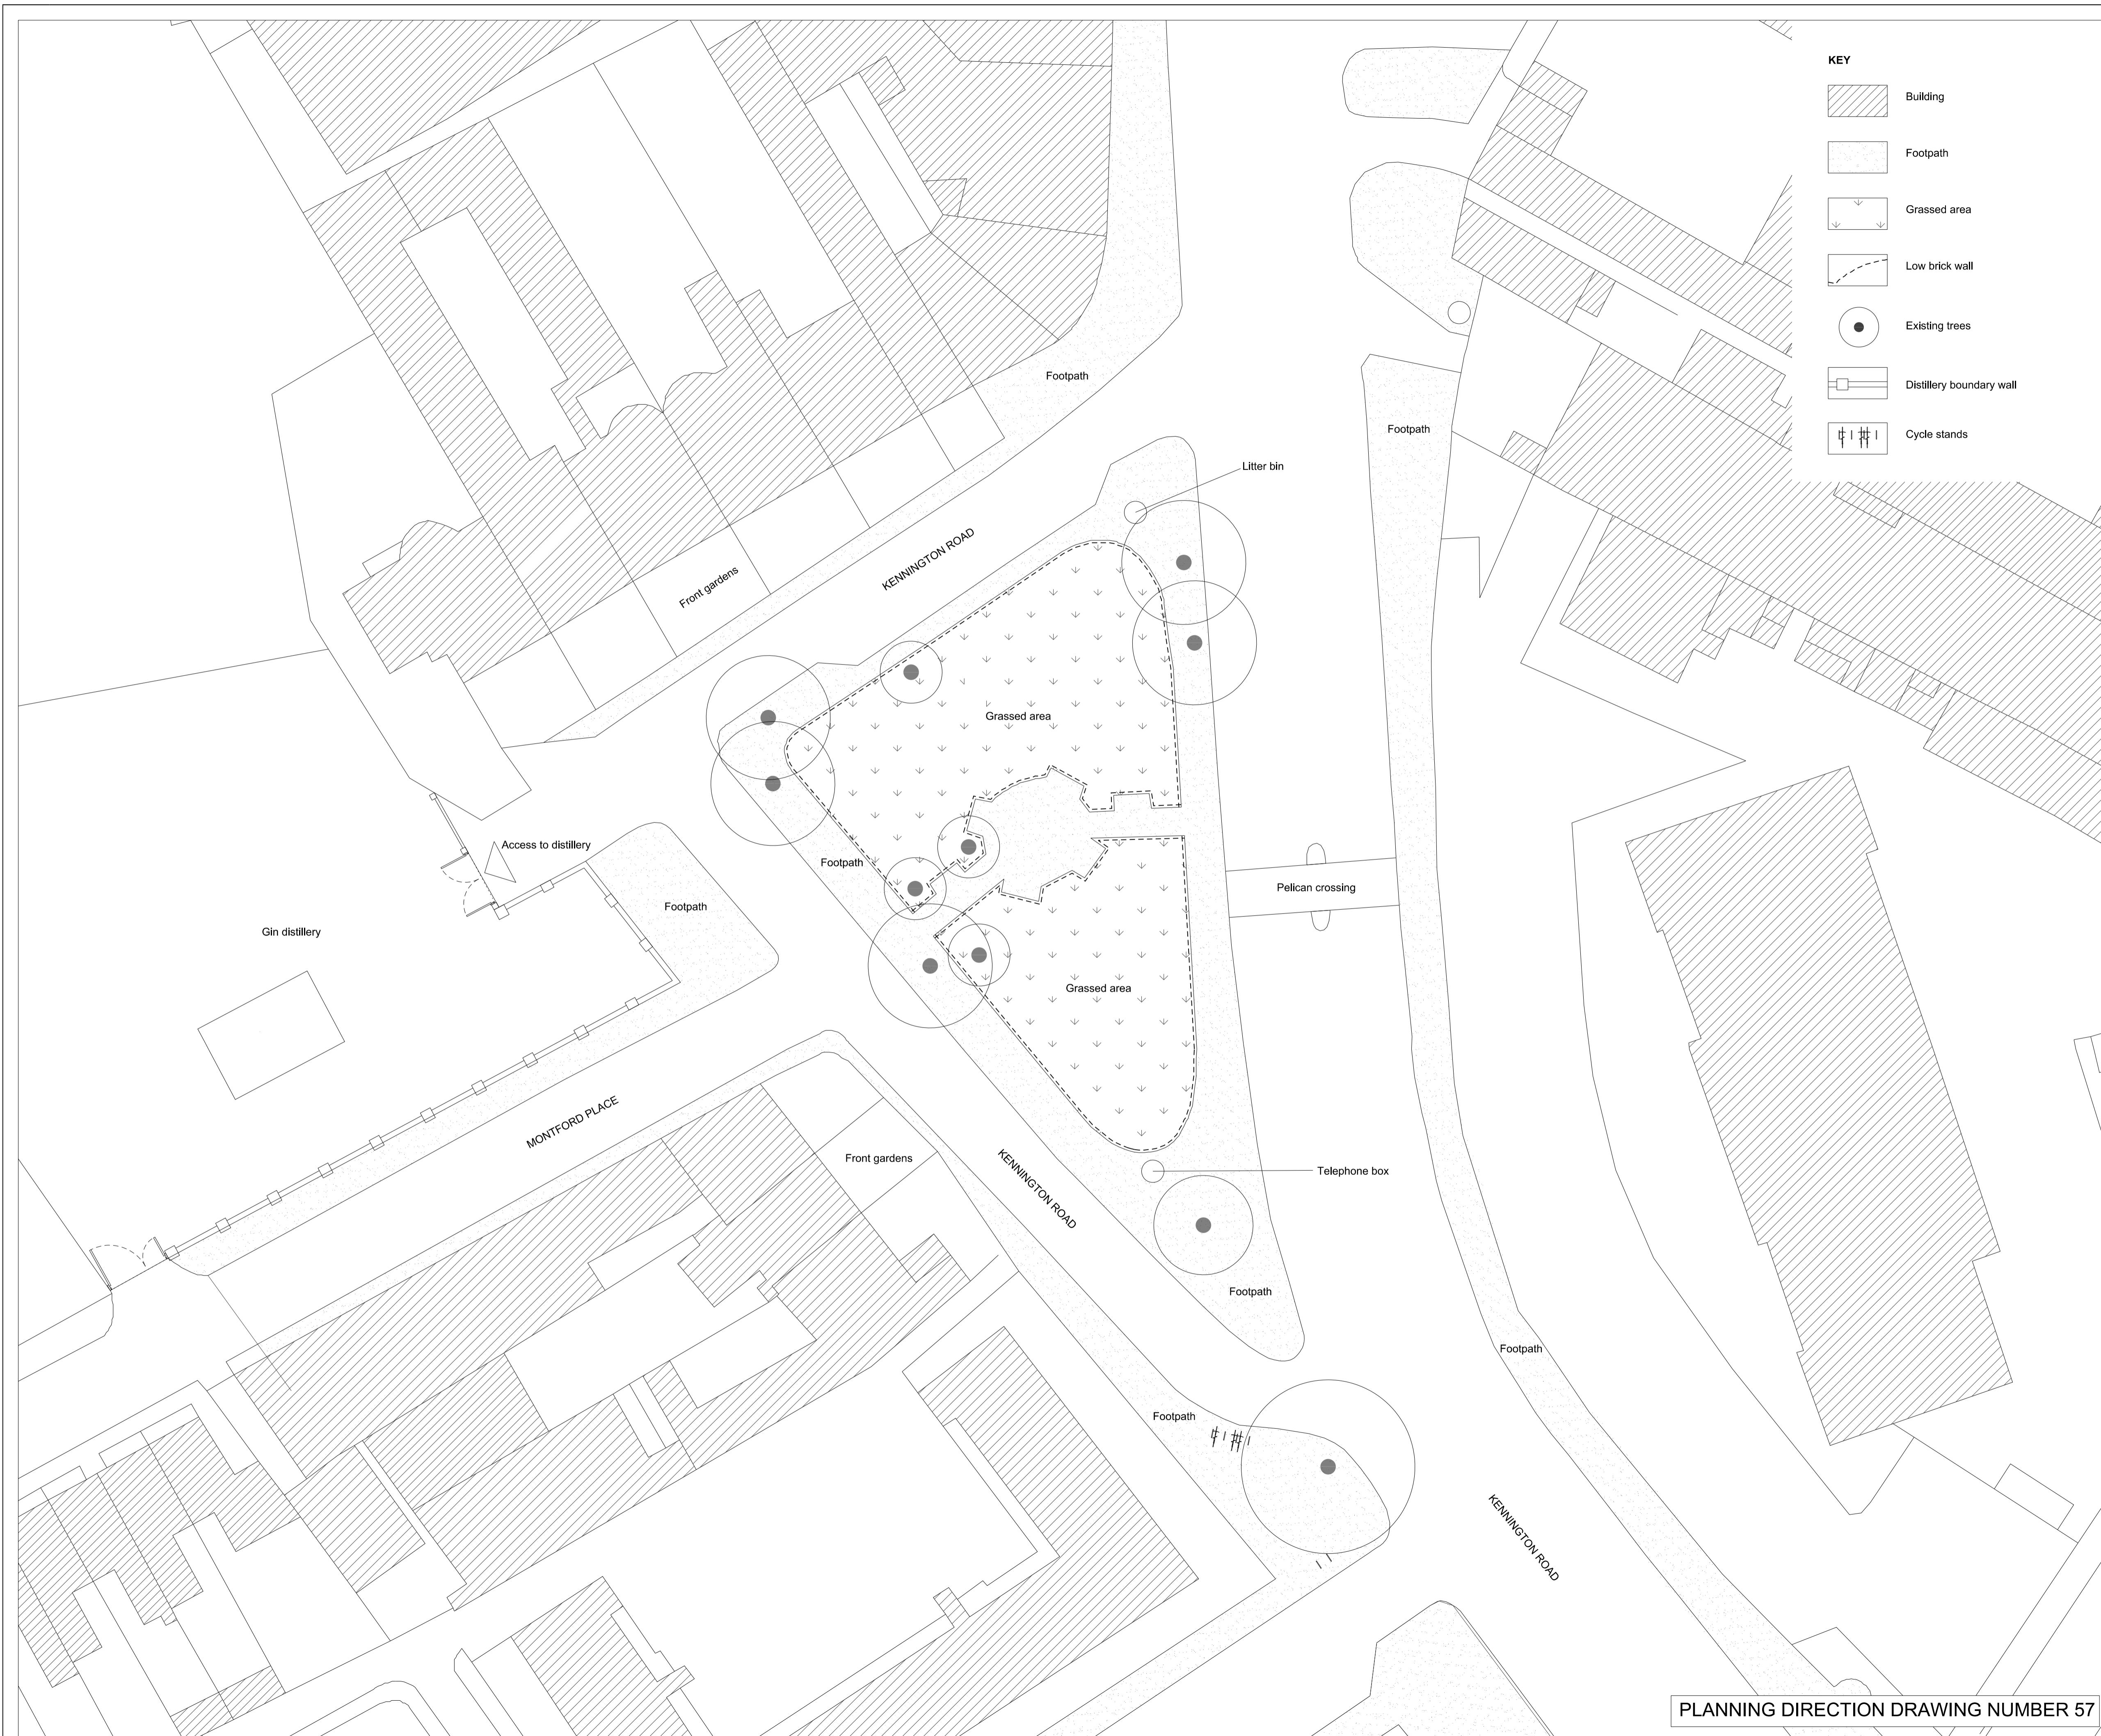 KEY
Building
Footpath
Grassed area
Low brick wall
Existing trees
Distillery boundary wall
Cycle stands
Footpath
Footpath
Litter bin
KENNINGTON ROAD
Front gardens
Grassed area
Access to distillery
Footpath
Pelican crossing
Footpath
Gin distillery
Grassed area
MONTFORD PLACE
Front gardens
KENNINGTON ROAD
Telephone box
Footpath
Footpath
Footpath
KENNINGTON ROAD
PLANNING DIRECTION DRAWING NUMBER 57